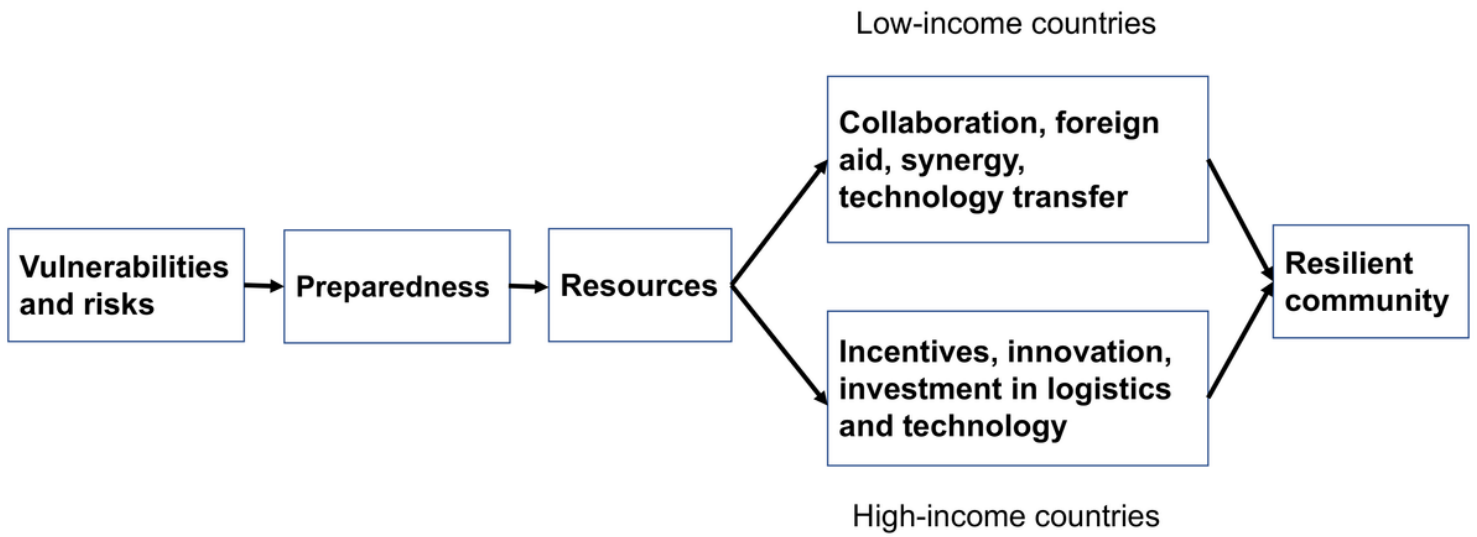 Low-income countries
Collaboration, foreign
aid, synergy,
technology transfer
Vulnerabilities
and risks
Preparedness
Resources
Resilient
community
Incentives, innovation,
investment in logistics
and technology
High-income countries